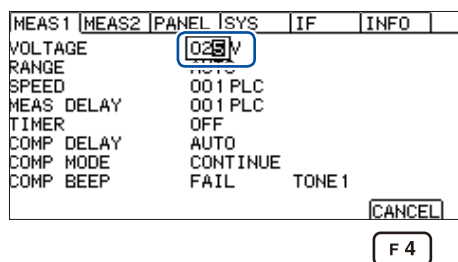 MEAS1 MEAS2 PANEL SYS IF INFO
VOLTAGE 025 V
RANGE AUTO
SPEED 001 PLC
MEAS DELAY 001 PLC
TIMER OFF
COMP DELAY AUTO
COMP MODE CONTINUE
COMP BEEP FAIL TONE1
CANCEL
F4